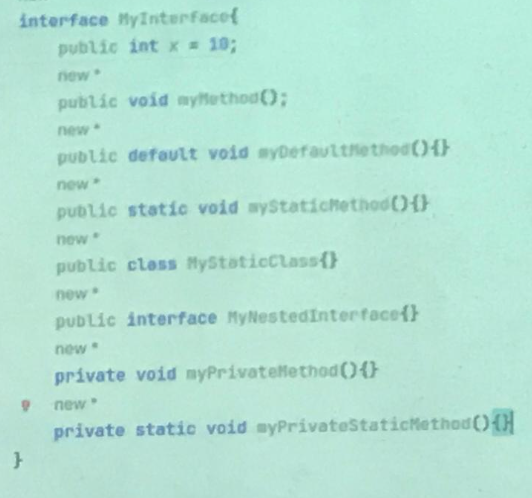 interface MyInterface{
public int x = 10;
new *
public void myMethod();
new *
public default void myDefaultMethod(){}
new *
public static void myStaticMethod(){}
new *
public class MyStaticClass{}
new *
public interface MyNestedInterface{}
new *
private void myPrivateMethod(){}
new *
private static void myPrivateStaticMethod(){}
}